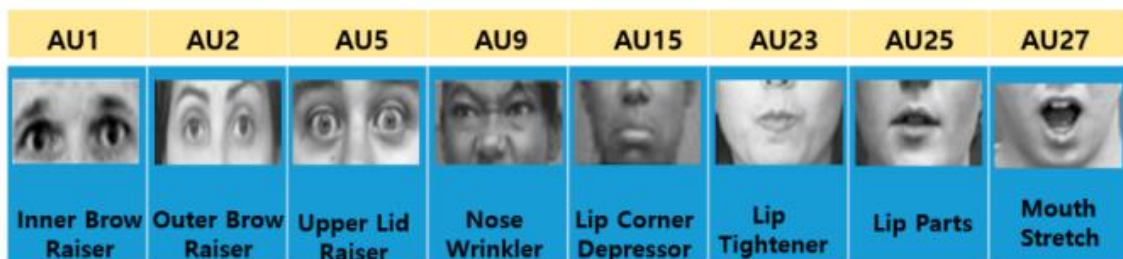 AU1 AU2 AU5 AU9 AU15 AU23 AU25 AU27
Inner Brow Raiser
Outer Brow Raiser
Upper Lid Raiser
Nose Wrinkler
Lip Corner Depressor
Lip Tightener
Lip Parts
Mouth Stretch